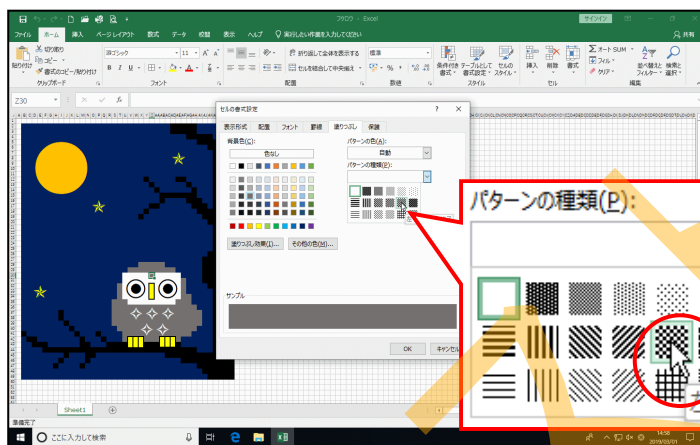 フクロウ - Excel
サインイン
ファイル ホーム 挿入 ページ レイアウト 数式 データ 校閲 表示 ヘルプ 実行したい作業を入力してください 共有
貼り付け 切り取り コピー 書式のコピー/貼り付け
游ゴシック 11
B I U
折り返して全体を表示する
セルを結合して中央揃え
標準
条件付き書式 テーブルとして書式設定 セルのスタイル
挿入 削除 書式
オート SUM フィル クリア
並べ替えと フィルター 検索と 選択
クリップボード フォント 配置 数値 スタイル セル 編集
Z30
セルの書式設定
表示形式 配置 フォント 罫線 塗りつぶし 保護
背景色(C):
色なし
パターンの色(A):
自動
パターンの種類(P):
塗りつぶし効果(I)... その他の色(M)...
サンプル
OK キャンセル
パターンの種類(P):
Sheet1
準備完了
ここに入力して検索
14:58
2019/03/01